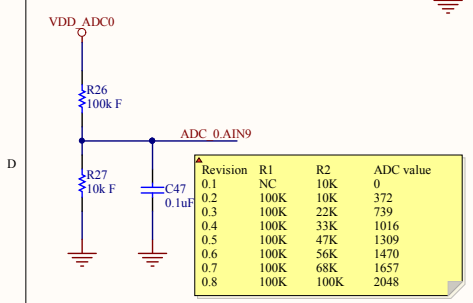 VDD_ADC0
R26
100k F
ADC_0.AIN9
D
R27
10k F
C47
0.1uF
Revision R1 R2 ADC value
0.1 NC 10K 0
0.2 100K 10K 372
0.3 100K 22K 739
0.4 100K 33K 1016
0.5 100K 47K 1309
0.6 100K 56K 1470
0.7 100K 68K 1657
0.8 100K 100K 2048